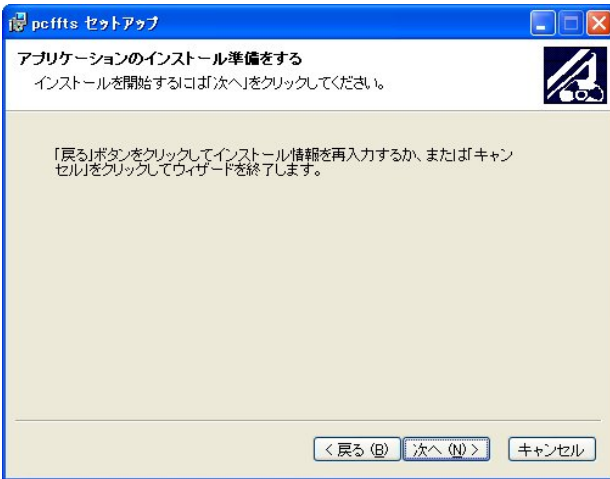 pcffts セットアップ
アプリケーションのインストール準備をする
インストールを開始するには「次へ」をクリックしてください。
「戻る」ボタンをクリックしてインストール情報を再入力するか、または「キャン
セル」をクリックしてウィザードを終了します。
< 戻る (B) 次へ (N) > キャンセル